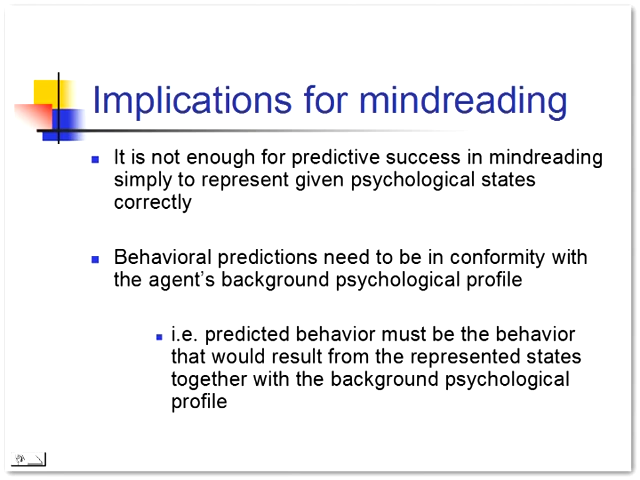 Implications for mindreading
It is not enough for predictive success in mindreading
simply to represent given psychological states
correctly
Behavioral predictions need to be in conformity with
the agent's background psychological profile
i.e. predicted behavior must be the behavior
that would result from the represented states
together with the background psychological
profile